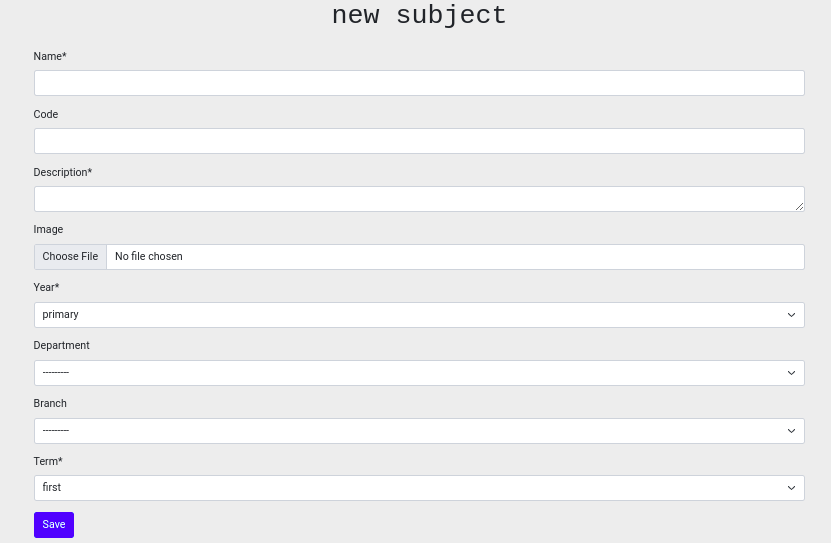 new subject
Name*
Code
Description*
Image
Choose File No file chosen
Year*
primary
Department
---------
Branch
---------
Term*
first
Save